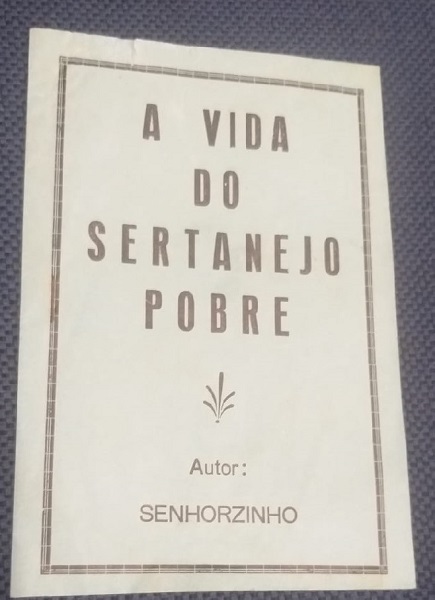 A VIDA
DO
SERTANEJO
POBRE
Autor:
SENHORZINHO